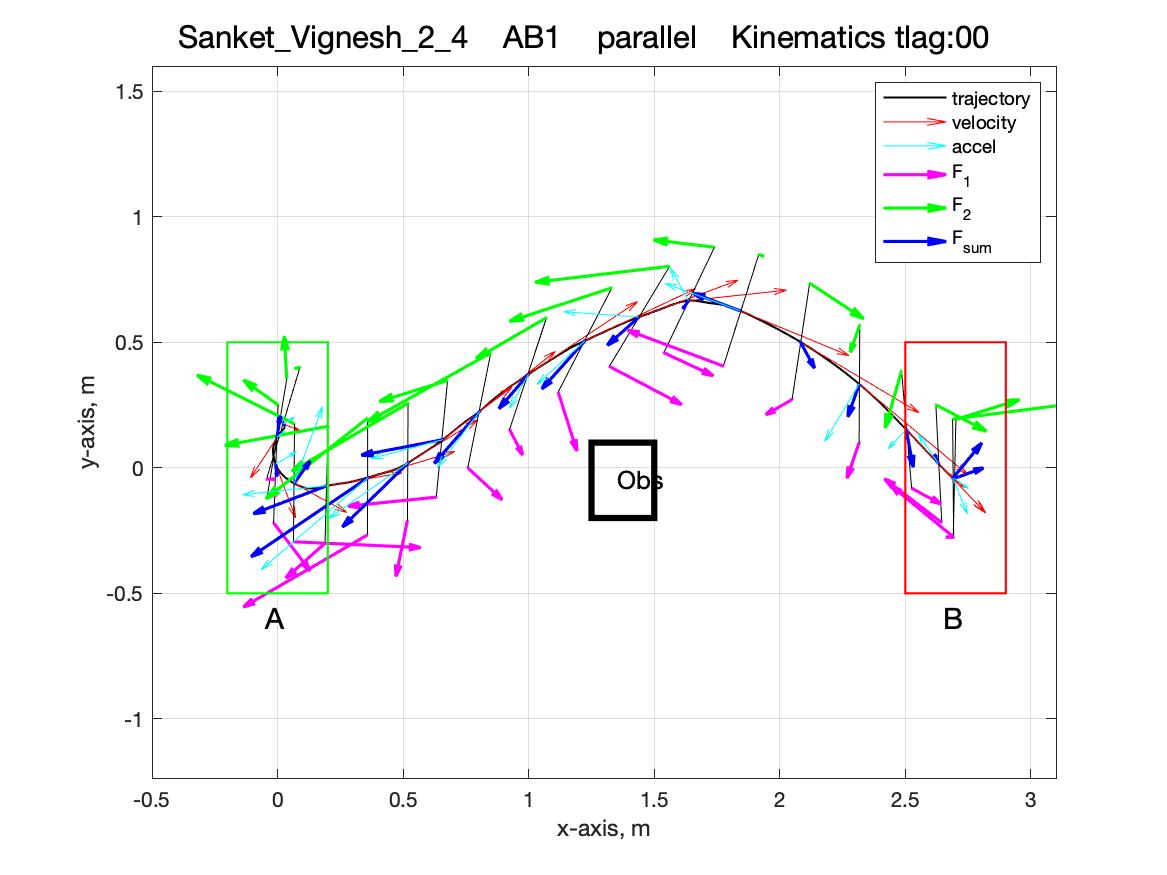 Sanket_Vignesh_2_4 AB1 parallel Kinematics tlag:00
trajectory
velocity
accel
F1
F2
Fsum
1.5
1
0.5
0
-0.5
-1
y-axis, m
Obs
A
B
-0.5 0 0.5 1 1.5 2 2.5 3
x-axis, m